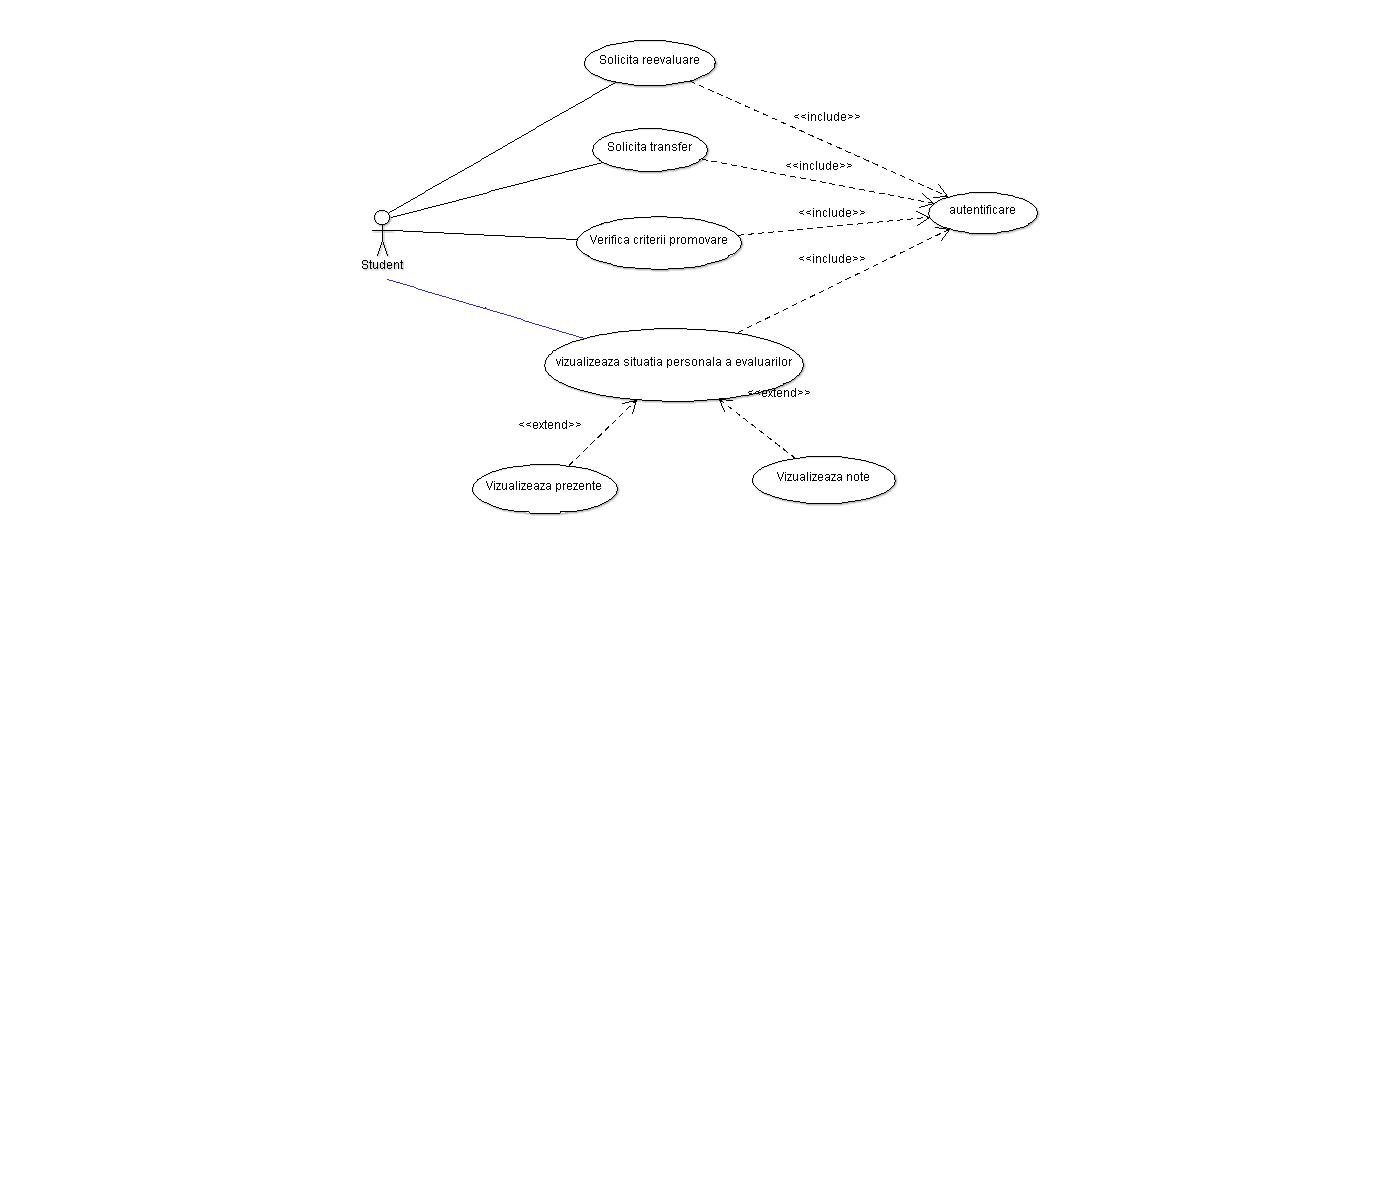 Solicita reevaluare
<<include>>
Solicita transfer
<<include>>
autentificare
<<include>>
Verifica criterii promovare
<<include>>
Student
vizualizeaza situatia personala a evaluarilor
<<extend>>
<<extend>>
Vizualizeaza note
Vizualizeaza prezente